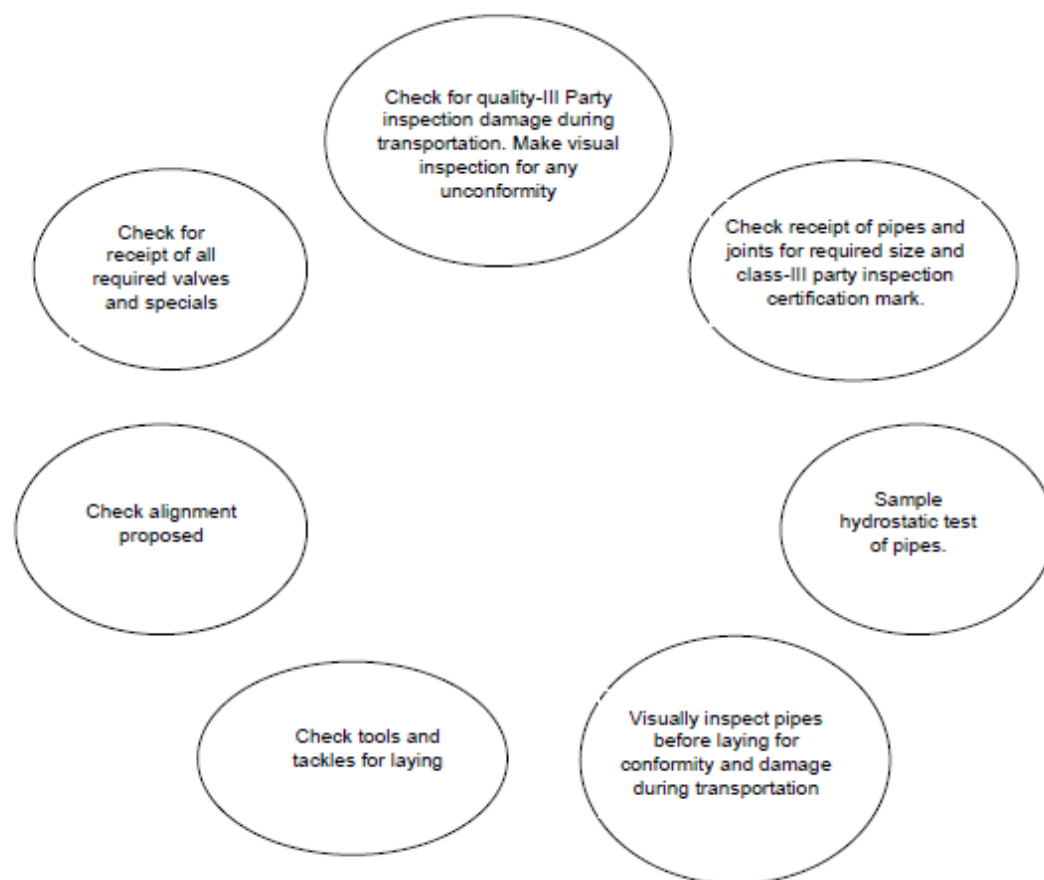 Check for quality-III Party
inspection damage during
transportation. Make visual
inspection for any
unconformity
Check receipt of pipes and
joints for required size and
class-III party inspection
certification mark.
Sample
hydrostatic test
of pipes.
Visually inspect pipes
before laying for
conformity and damage
during transportation
Check tools and
tackles for laying
Check alignment
proposed
Check for
receipt of all
required valves
and specials